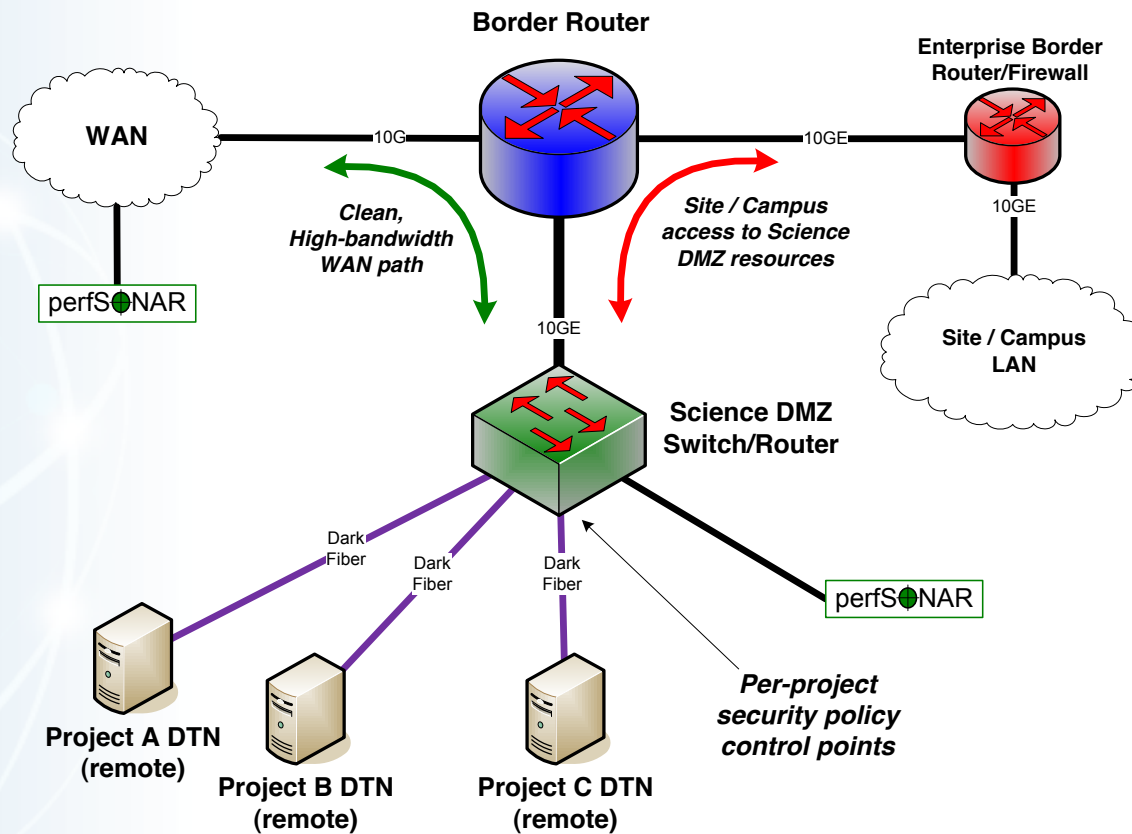 Border Router
Enterprise Border
Router/Firewall
WAN
10G
10GE
10GE
Clean,
High-bandwidth
WAN path
Site / Campus
access to Science
DMZ resources
perfSONAR
10GE
Site / Campus
LAN
Science DMZ
Switch/Router
Dark
Fiber
Dark
Fiber
Dark
Fiber
perfSONAR
Per-project
security policy
control points
Project A DTN
(remote)
Project B DTN
(remote)
Project C DTN
(remote)